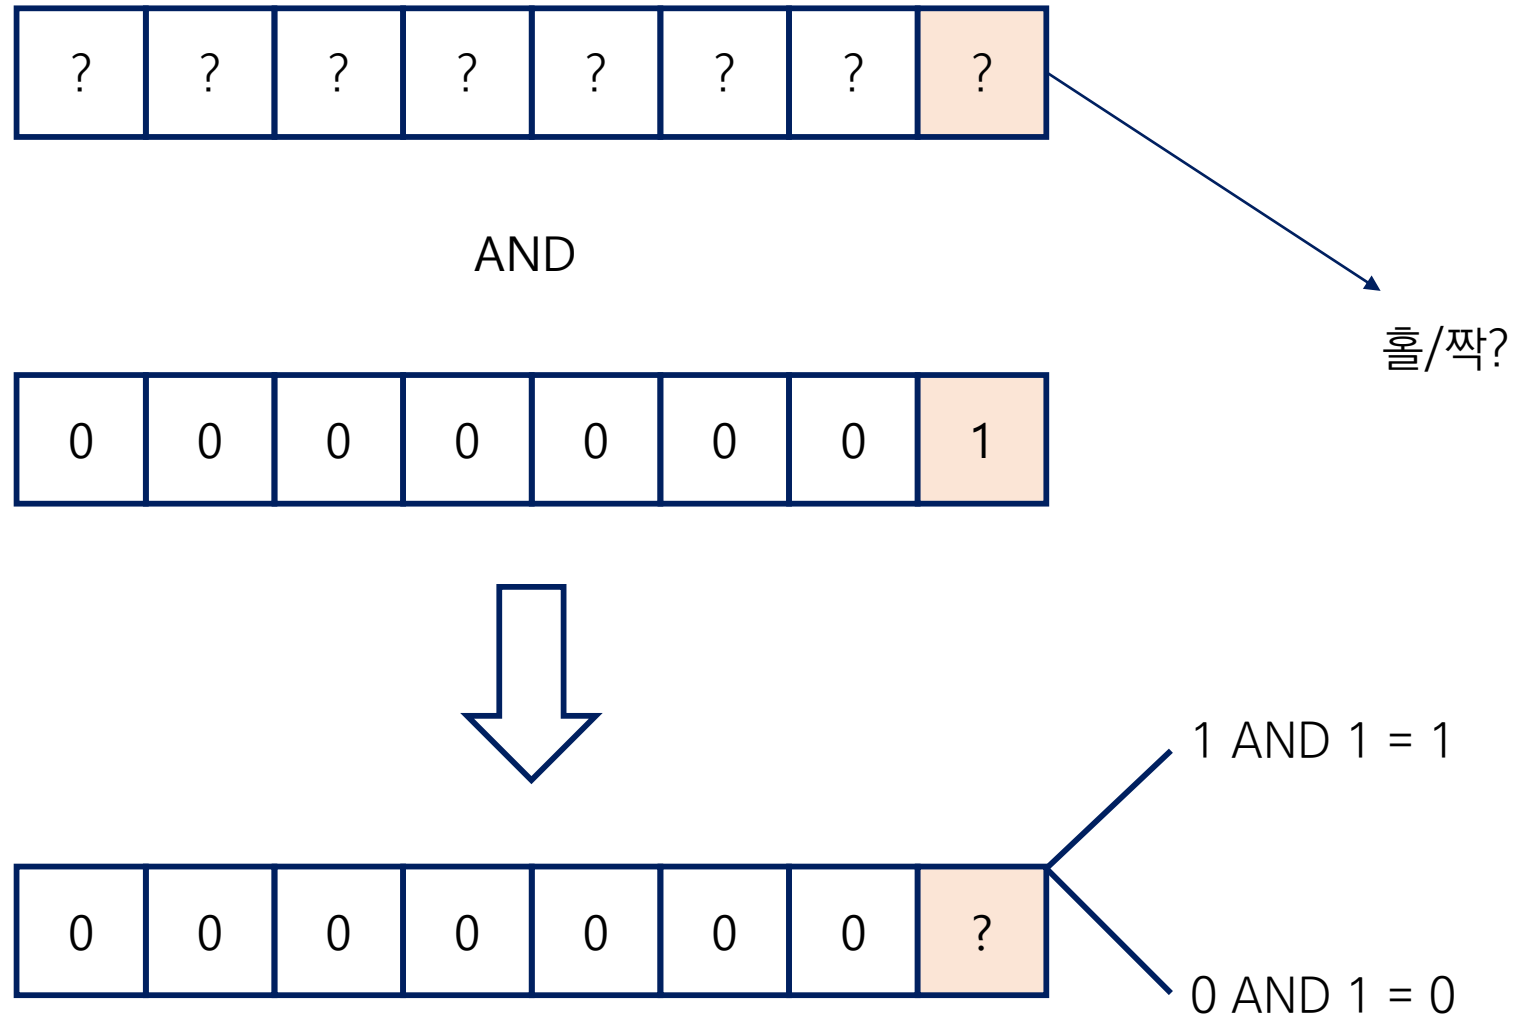 ? ? ? ? ? ? ? ?
AND
홀/짝?
0 0 0 0 0 0 0 1
1 AND 1 = 1
0 0 0 0 0 0 0 ?
0 AND 1 = 0